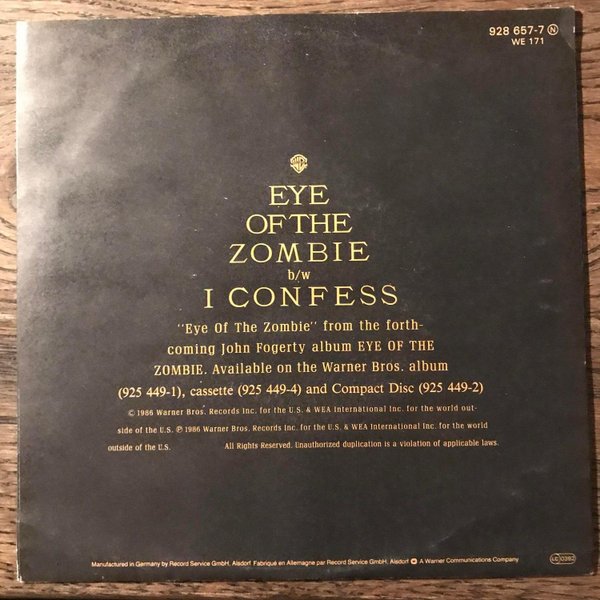 928 657-7 Ⓝ
WE 171
EYE
OF THE
ZOMBIE
b/w
I CONFESS
"Eye Of The Zombie" from the forth-
coming John Fogerty album EYE OF THE
ZOMBIE. Available on the Warner Bros. album
(925 449-1), cassette (925 449-4) and Compact Disc (925 449-2)
© 1986 Warner Bros. Records Inc. for the U.S. & WEA International Inc. for the world out-
side of the U.S. ℗ 1986 Warner Bros. Records Inc. for the U.S. & WEA International Inc. for the world
outside of the U.S. All Rights Reserved. Unauthorized duplication is a violation of applicable laws.
Manufactured in Germany by Record Service GmbH, Alsdorf Fabriqué en Allemagne par Record Service GmbH, Alsdorf A Warner Communications Company
LC 0392